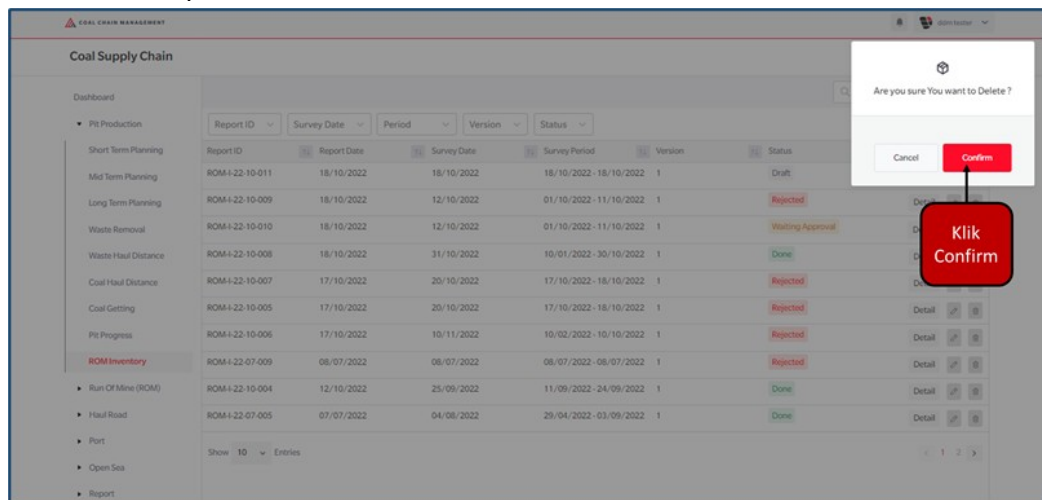 COAL CHAIN MANAGEMENT
ddm tester
Coal Supply Chain
Are you sure You want to Delete ?
Cancel Confirm
Klik
Confirm
Dashboard
Pit Production
Short Term Planning
Mid Term Planning
Long Term Planning
Waste Removal
Waste Haul Distance
Coal Haul Distance
Coal Getting
Pit Progress
ROM Inventory
Run Of Mine (ROM)
Haul Road
Port
Open Sea
Report
Report ID Survey Date Period Version Status
Report ID Report Date Survey Date Survey Period Version Status
ROM-I-22-10-011 18/10/2022 18/10/2022 18/10/2022 - 18/10/2022 1 Draft
ROM-I-22-10-009 18/10/2022 12/10/2022 01/10/2022 - 11/10/2022 1 Rejected
ROM-I-22-10-010 18/10/2022 12/10/2022 01/10/2022 - 11/10/2022 1 Waiting Approval
ROM-I-22-10-008 18/10/2022 31/10/2022 10/01/2022 - 30/10/2022 1 Done
ROM-I-22-10-007 17/10/2022 20/10/2022 17/10/2022 - 18/10/2022 1 Rejected
ROM-I-22-10-005 17/10/2022 20/10/2022 17/10/2022 - 18/10/2022 1 Rejected Detail
ROM-I-22-10-006 17/10/2022 10/11/2022 10/02/2022 - 10/10/2022 1 Rejected Detail
ROM-I-22-07-009 08/07/2022 08/07/2022 08/07/2022 - 08/07/2022 1 Rejected Detail
ROM-I-22-10-004 12/10/2022 25/09/2022 11/09/2022 - 24/09/2022 1 Done Detail
ROM-I-22-07-005 07/07/2022 04/08/2022 29/04/2022 - 03/09/2022 1 Done Detail
Show 10 Entries
1 2